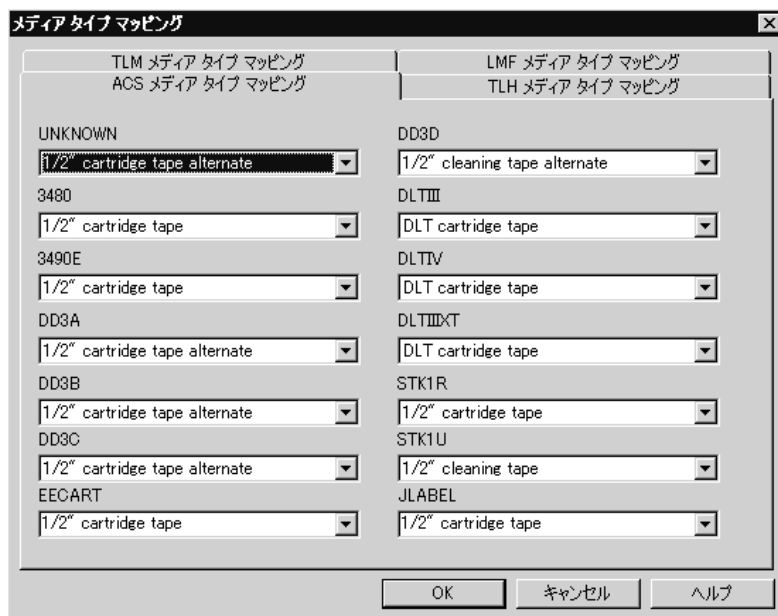 メディア タイプ マッピング
TLM メディア タイプ マッピング
LMF メディア タイプ マッピング
ACS メディア タイプ マッピング
TLH メディア タイプ マッピング
UNKNOWN
1/2" cartridge tape alternate
3480
1/2" cartridge tape
3490E
1/2" cartridge tape
DD3A
1/2" cartridge tape alternate
DD3B
1/2" cartridge tape alternate
DD3C
1/2" cartridge tape alternate
EECART
1/2" cartridge tape
DD3D
1/2" cleaning tape alternate
DLTIII
DLT cartridge tape
DLTIV
DLT cartridge tape
DLTIIIXT
DLT cartridge tape
STK1R
1/2" cartridge tape
STK1U
1/2" cleaning tape
JLABEL
1/2" cartridge tape
OK
キャンセル
ヘルプ